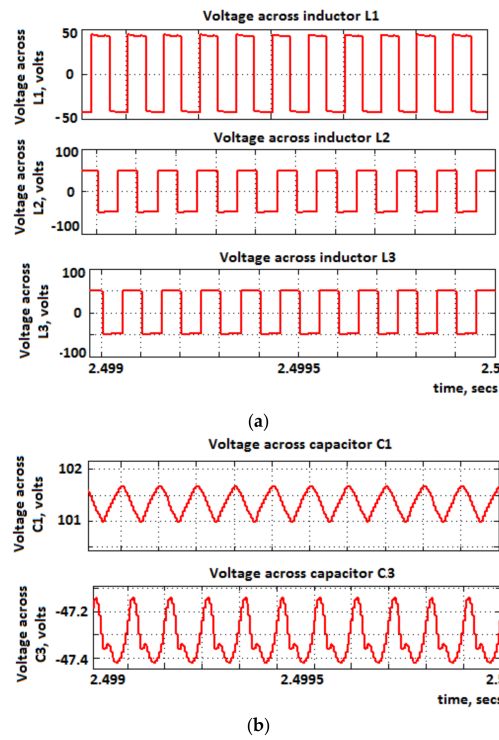 Voltage across inductor L1
Voltage across
L1, volts
50
0
-50
Voltage across inductor L2
Voltage across
L2, volts
100
0
-100
Voltage across inductor L3
Voltage across
L3, volts
100
0
-100
2.499
2.4995
2.5
time, secs
(a)
Voltage across capacitor C1
Voltage across
C1, volts
102
101
Voltage across capacitor C3
Voltage across
C3, volts
-47.2
-47.4
2.499
2.4995
2.5
time, secs
(b)